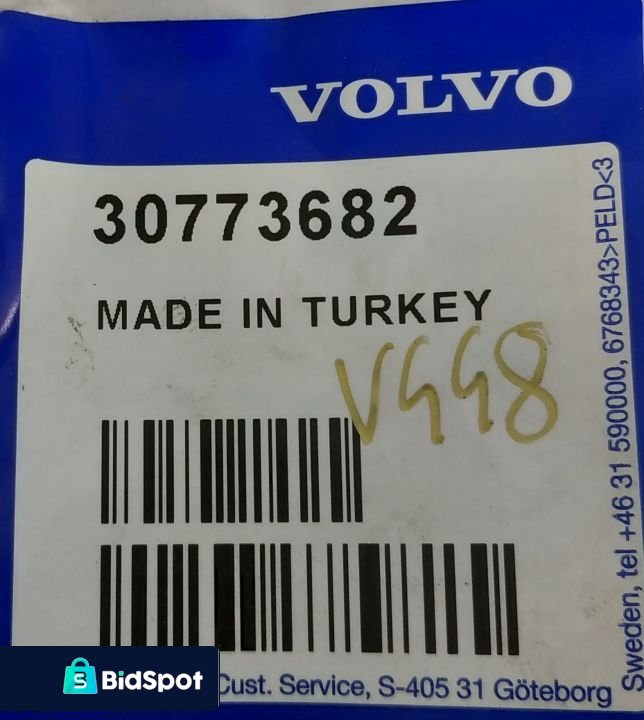 VOLVO
30773682
MADE IN TURKEY
V448
Cust. Service, S-405 31 Göteborg
Sweden, tel +46 31 590000, 6768343>PELD<3
S BidSpot